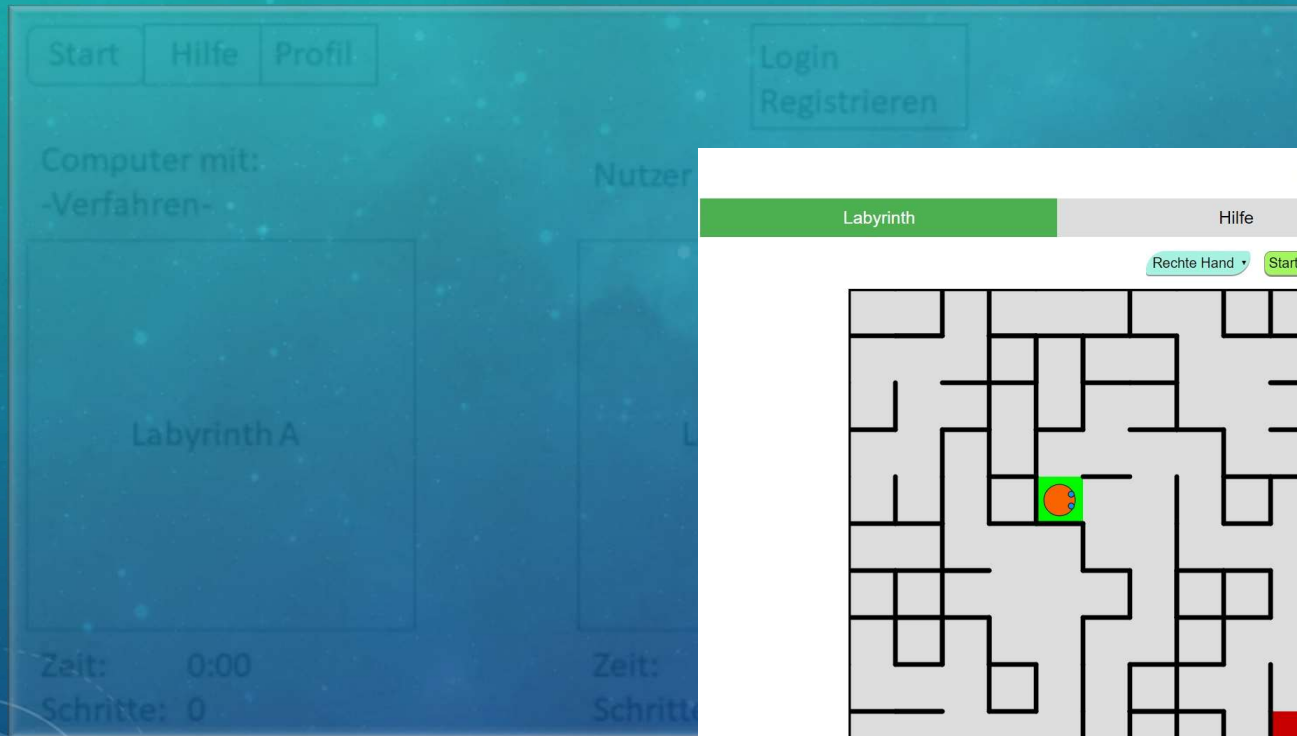 Start Hilfe Profil
Login
Registrieren
Computer mit:
-Verfahren-
Nutzer
Labyrinth A
Zeit: 0:00
Schritte: 0
Zeit:
Labyrinth Hilfe
Rechte Hand Start